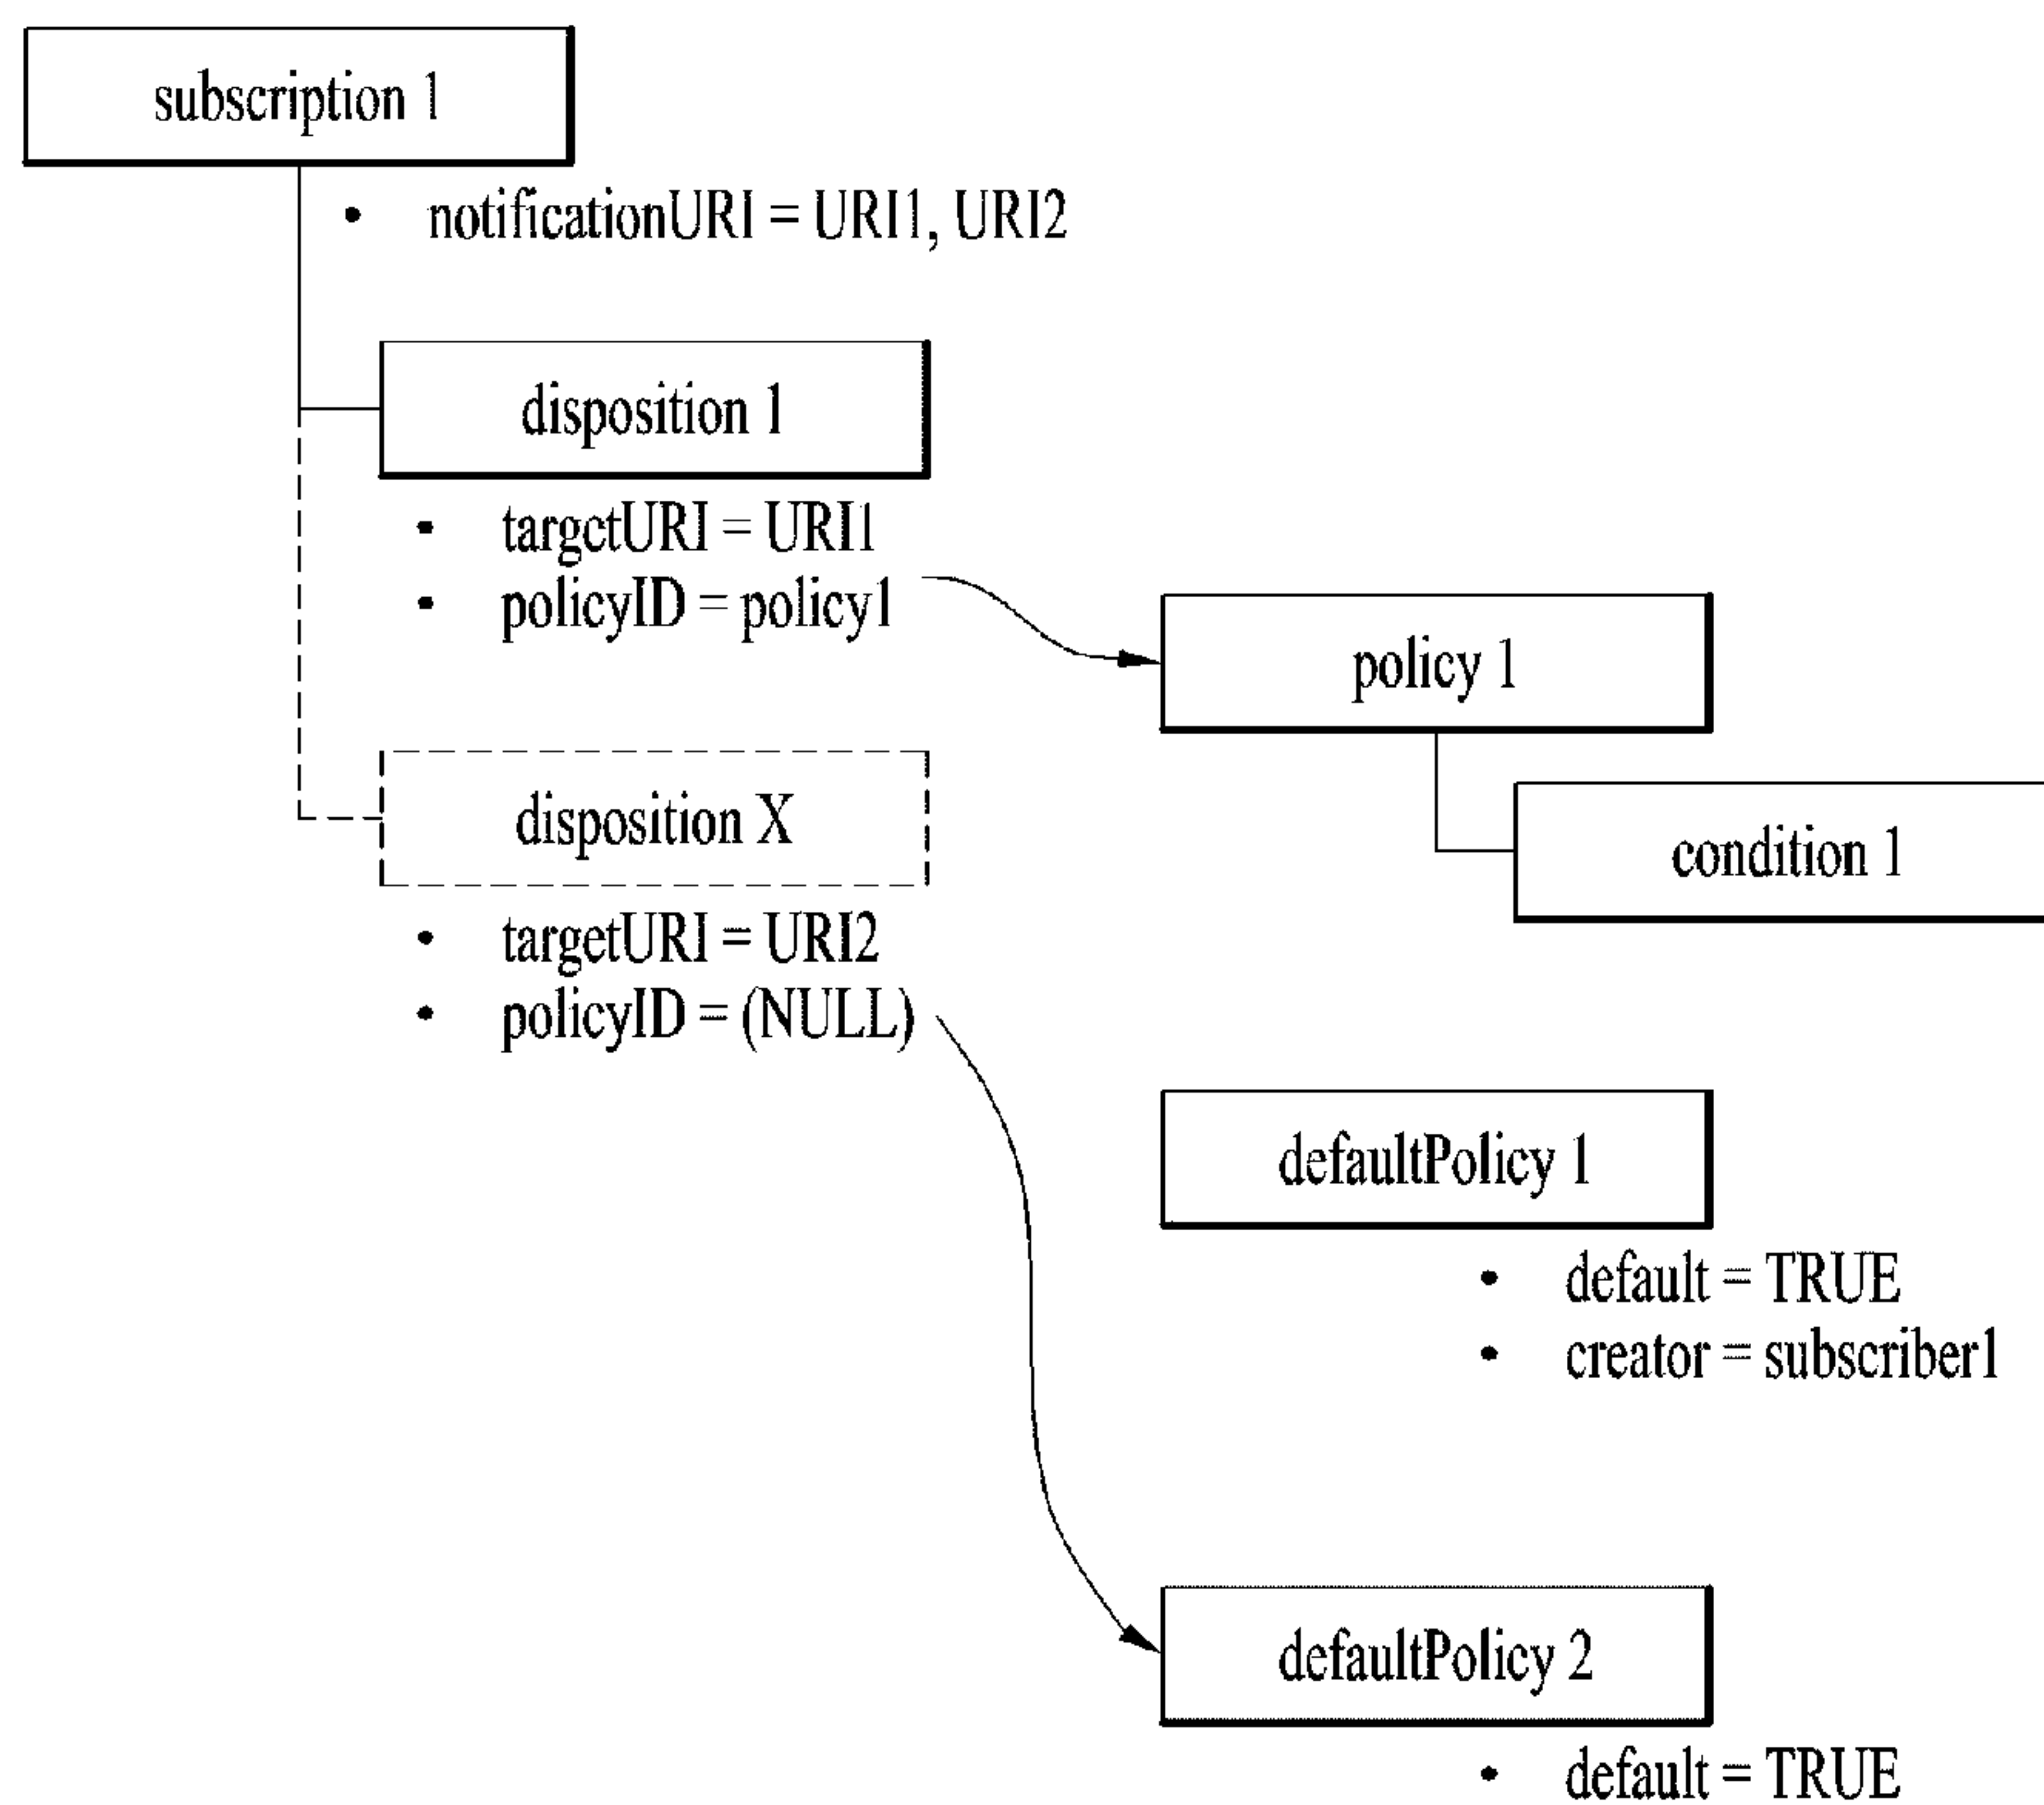 subscription 1
• notificationURI = URI1, URI2
disposition 1
• targetURI = URI1
• policyID = policy1
policy 1
disposition X
condition 1
• targetURI = URI2
• policyID = (NULL)
defaultPolicy 1
• default = TRUE
• creator = subscriber1
defaultPolicy 2
• default = TRUE